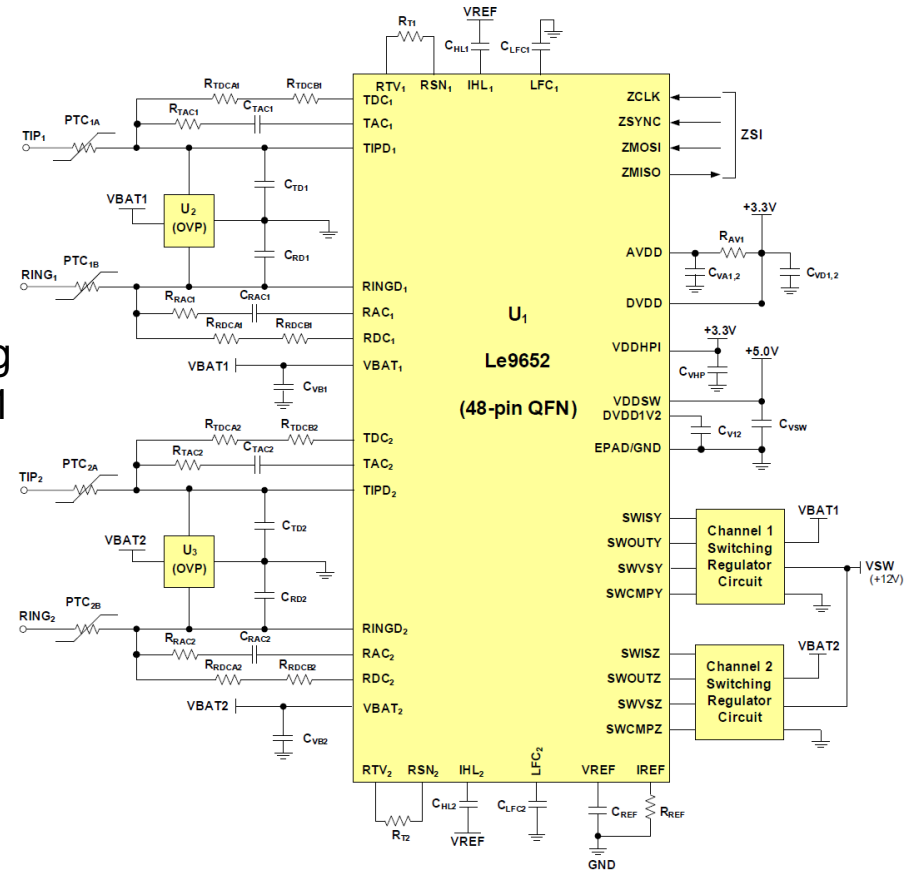 VREF
RT1
CHL1
CLFC1
RTV1 RSN1 IHL1 LFC1
RTDCA1 RTDCB1
TDC1
RTAC1 CTAC1
TAC1
TIP1 PTC1A
TIPD1
CTD1
VBAT1
U2
(OVP)
CRD1
RING1 PTC1B
RINGD1
RRAC1 CRAC1
RAC1
RRDCA1 RRDCB1
RDC1
VBAT1
VBAT1
CVB1
g
RTDCA2 RTDCB2
TDC2
RTAC2 CTAC2
TAC2
TIP2 PTC2A
TIPD2
CTD2
VBAT2
U3
(OVP)
CRD2
RING2 PTC2B
RINGD2
RRAC2 CRAC2
RAC2
RRDCA2 RRDCB2
RDC2
VBAT2
VBAT2
CVB2
U1
Le9652
(48-pin QFN)
ZCLK
ZSYNC
ZMOSI
ZMISO
ZSI
+3.3V
AVDD
RAV1
CVA1,2
CVD1,2
DVDD
+3.3V
VDDHPI
CVHP
+5.0V
VDDSW
DVDD1V2
CV12
CVSW
EPAD/GND
SWISY
SWOUTY
SWVSY
SWCMPY
Channel 1
Switching
Regulator
Circuit
VBAT1
VSW
(+12V)
SWISZ
SWOUTZ
SWVSZ
SWCMPZ
Channel 2
Switching
Regulator
Circuit
VBAT2
RTV2 RSN2 IHL2 LFC2 VREF IREF
RT2
CHL2
VREF
CLFC2
CREF
RREF
GND